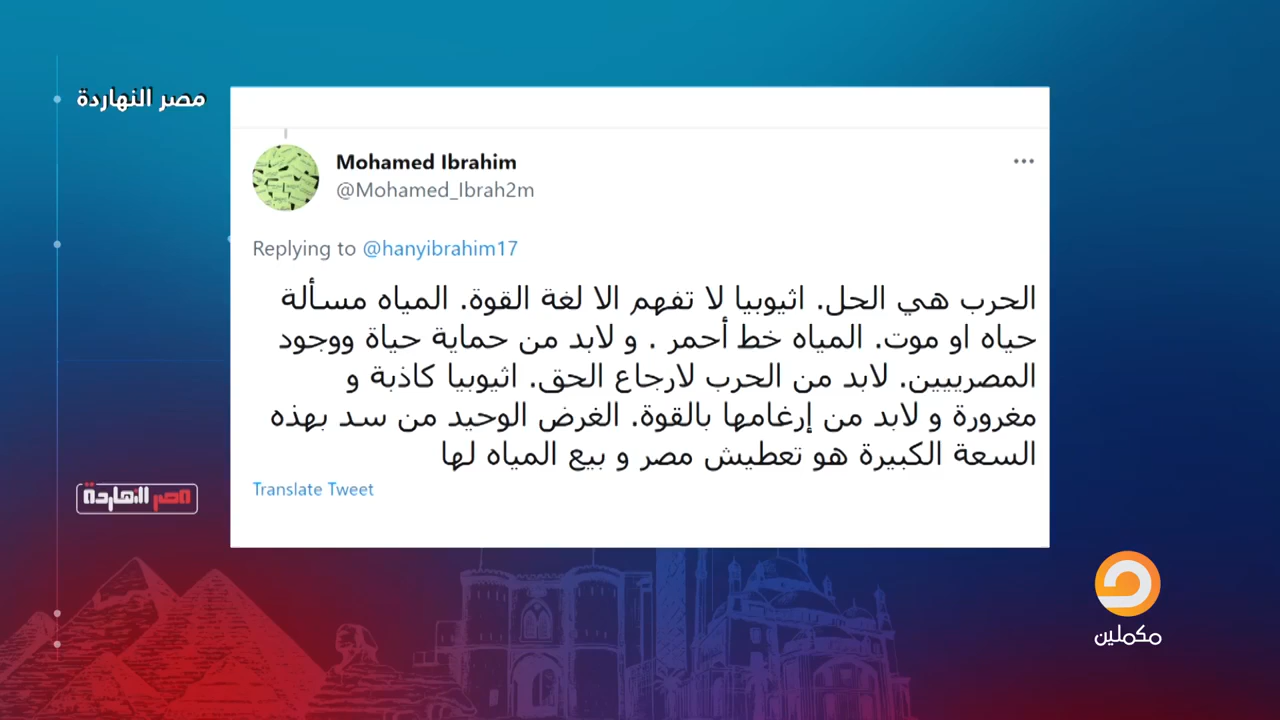 مصر النهاردة
Mohamed Ibrahim
@Mohamed_Ibrah2m
Replying to @hanyibrahim17
الحرب هي الحل. اثيوبيا لا تفهم الا لغة القوة. المياه مسألة
حياه او موت. المياه خط أحمر . و لابد من حماية حياة ووجود
المصرييين. لابد من الحرب لارجاع الحق. اثيوبيا كاذبة و
مغرورة و لابد من إرغامها بالقوة. الغرض الوحيد من سد بهذه
السعة الكبيرة هو تعطيش مصر و بيع المياه لها
Translate Tweet
مصر النهاردة
مكملين